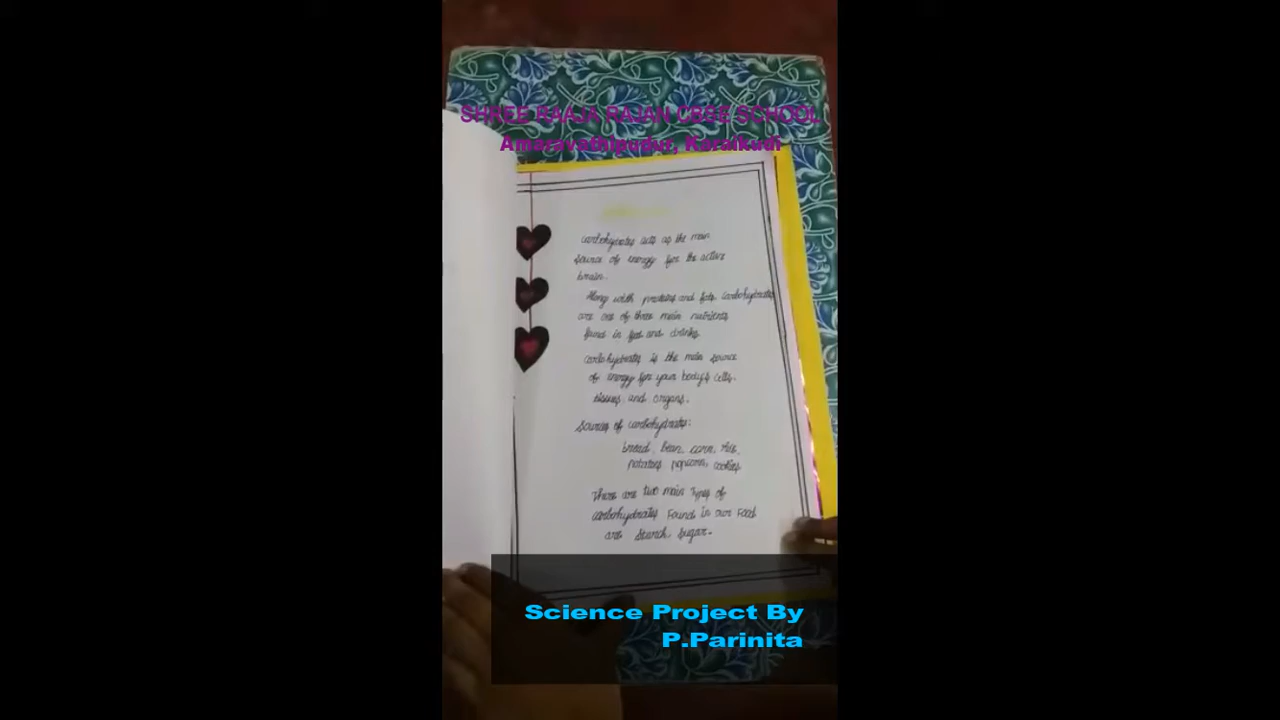 SHREE RAAJA RAJAN CBSE SCHOOL
Amaravathipudur, Karaikudi
carbohydrates acts as the main
source of energy for the active
brain.
Along with proteins and fats, carbohydrates
are one of three main nutrients
found in food and drinks
carbohydrates is the main source
of energy for your body's cells,
tissues and organs.
Sources of carbohydrates:
bread, bean, corn,
potatoes popcorn, cookies
There are two main Types of
carbohydrates Found in our Food
are Starch, Sugar.
Science Project By
P.Parinita